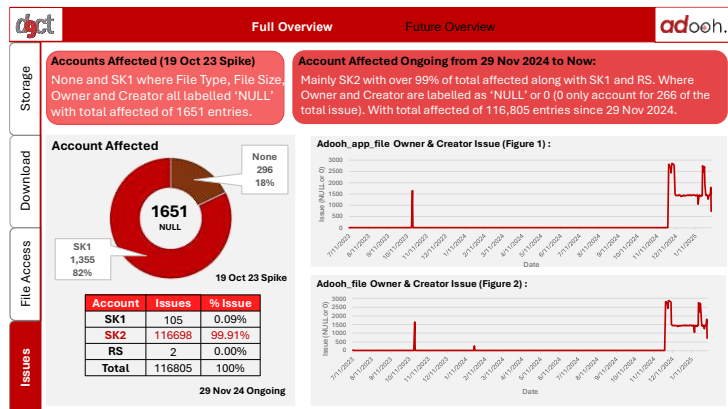 dgct
Full Overview
Future Overview
adooh.
Storage
Download
File Access
Issues
Accounts Affected (19 Oct 23 Spike)
None and SK1 where File Type, File Size,
Owner and Creator all labelled ‘NULL’
with total affected of 1651 entries.
Account Affected Ongoing from 29 Nov 2024 to Now:
Mainly SK2 with over 99% of total affected along with SK1 and RS. Where
Owner and Creator are labelled as ‘NULL’ or 0 (0 only account for 266 of the
total issue). With total affected of 116,805 entries since 29 Nov 2024.
Account Affected
None
296
18%
1651
NULL
SK1
1,355
82%
19 Oct 23 Spike
Account Issues % Issue
SK1 105 0.09%
SK2 116698 99.91%
RS 2 0.00%
Total 116805 100%
29 Nov 24 Ongoing
Adooh_app_file Owner & Creator Issue (Figure 1) :
Issue (NULL or 0)
3000
2500
2000
1500
1000
500
0
7/11/2023
8/11/2023
9/11/2023
10/11/2023
11/11/2023
12/11/2023
1/11/2024
2/11/2024
3/11/2024
4/11/2024
5/11/2024
6/11/2024
7/11/2024
8/11/2024
9/11/2024
10/11/2024
11/11/2024
12/11/2024
1/11/2025
Date
Adooh_file Owner & Creator Issue (Figure 2) :
Issue (NULL or 0)
3000
2500
2000
1500
1000
500
0
7/11/2023
8/11/2023
9/11/2023
10/11/2023
11/11/2023
12/11/2023
1/11/2024
2/11/2024
3/11/2024
4/11/2024
5/11/2024
6/11/2024
7/11/2024
8/11/2024
9/11/2024
10/11/2024
11/11/2024
12/11/2024
1/11/2025
Date